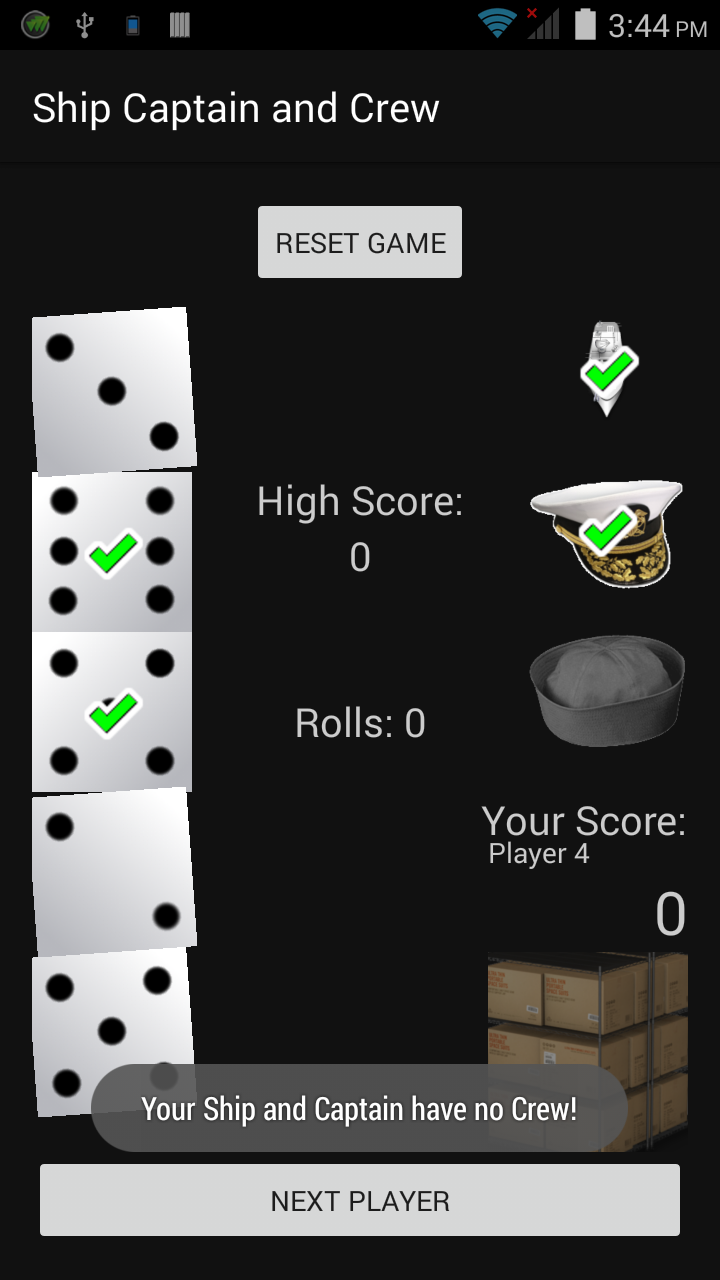 3:44 PM
Ship Captain and Crew
RESET GAME
High Score:
0
Rolls: 0
Your Score:
Player 4
0
Your Ship and Captain have no Crew!
NEXT PLAYER